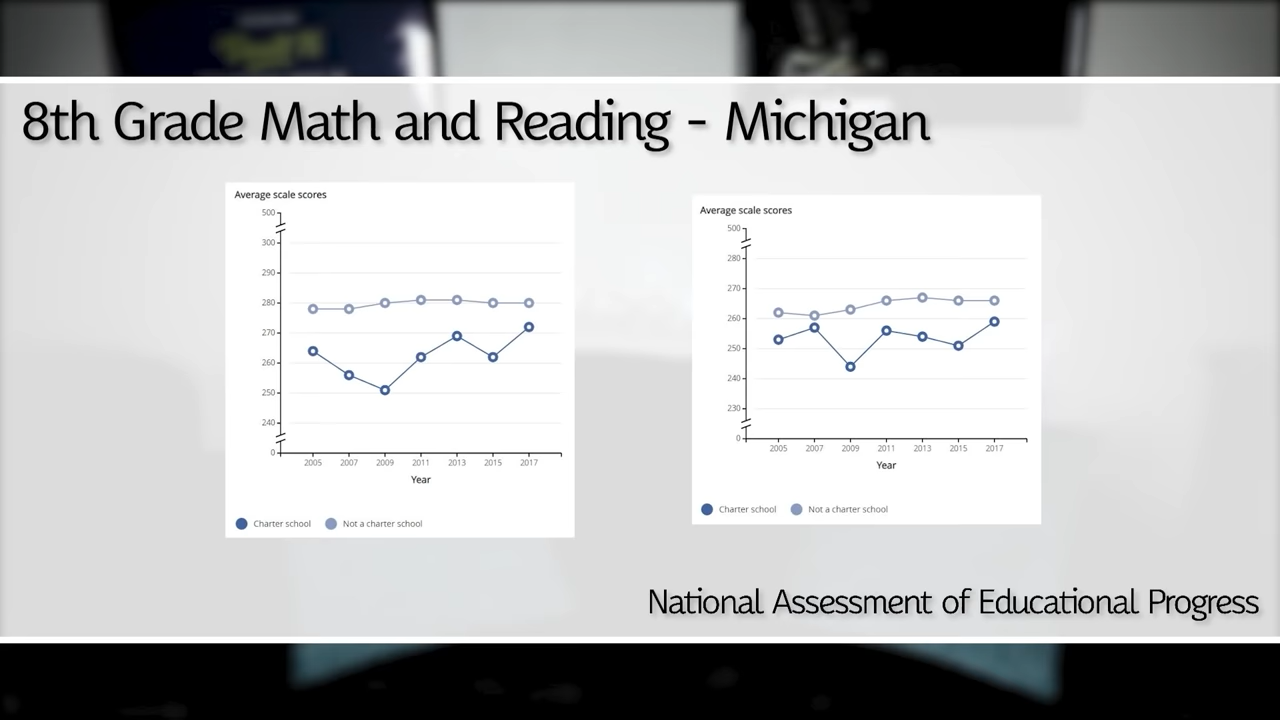 8th Grade Math and Reading - Michigan
Average scale scores
500
300
290
280
270
260
250
240
0
2005 2007 2009 2011 2013 2015 2017
Year
Charter school Not a charter school
Average scale scores
500
280
270
260
250
240
230
0
2005 2007 2009 2011 2013 2015 2017
Year
Charter school Not a charter school
National Assessment of Educational Progress